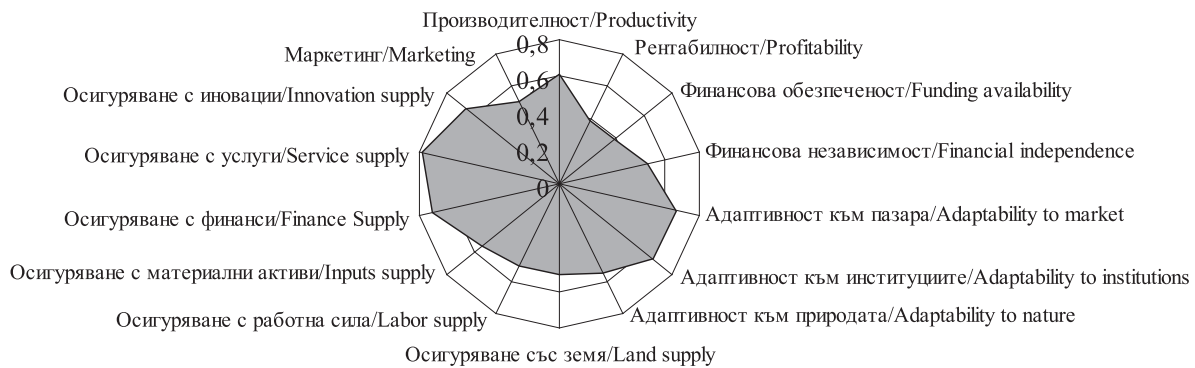 Производителност/Productivity
Маркетинг/Marketing
0,8
Рентабилност/Profitability
Осигуряване с иновации/Innovation supply
0,6
Финансова обезпеченост/Funding availability
0,4
Осигуряване с услуги/Service supply
0,2
Финансова независимост/Financial independence
0
Осигуряване с финанси/Finance Supply
Адаптивност към пазара/Adaptability to market
Осигуряване с материални активи/Inputs supply
Адаптивност към институциите/Adaptability to institutions
Осигуряване с работна сила/Labor supply
Адаптивност към природата/Adaptability to nature
Осигуряване със земя/Land supply